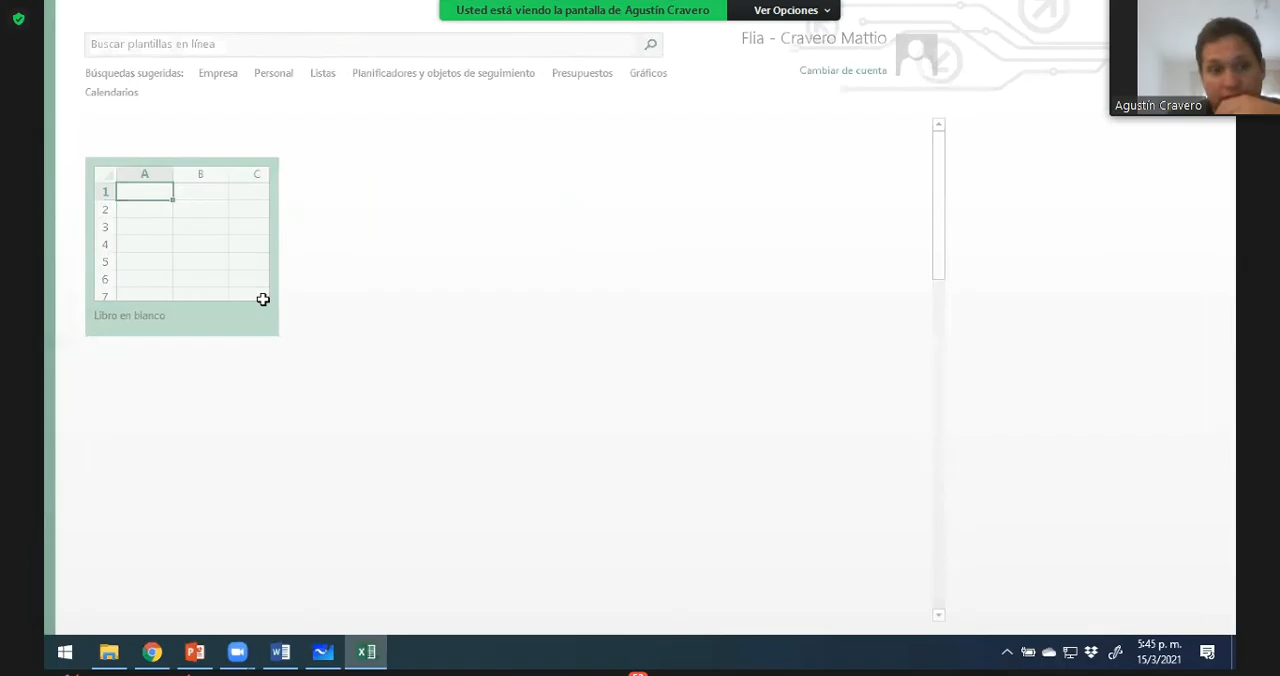 Usted está viendo la pantalla de Agustín Cravero
Ver Opciones
Buscar plantillas en línea
Flia - Cravero Mattio
Cambiar de cuenta
Búsquedas sugeridas: Empresa Personal Listas Planificadores y objetos de seguimiento Presupuestos Gráficos
Calendarios
Agustín Cravero
A B C
1
2
3
4
5
6
7
Libro en blanco
5:45 p. m.
15/3/2021